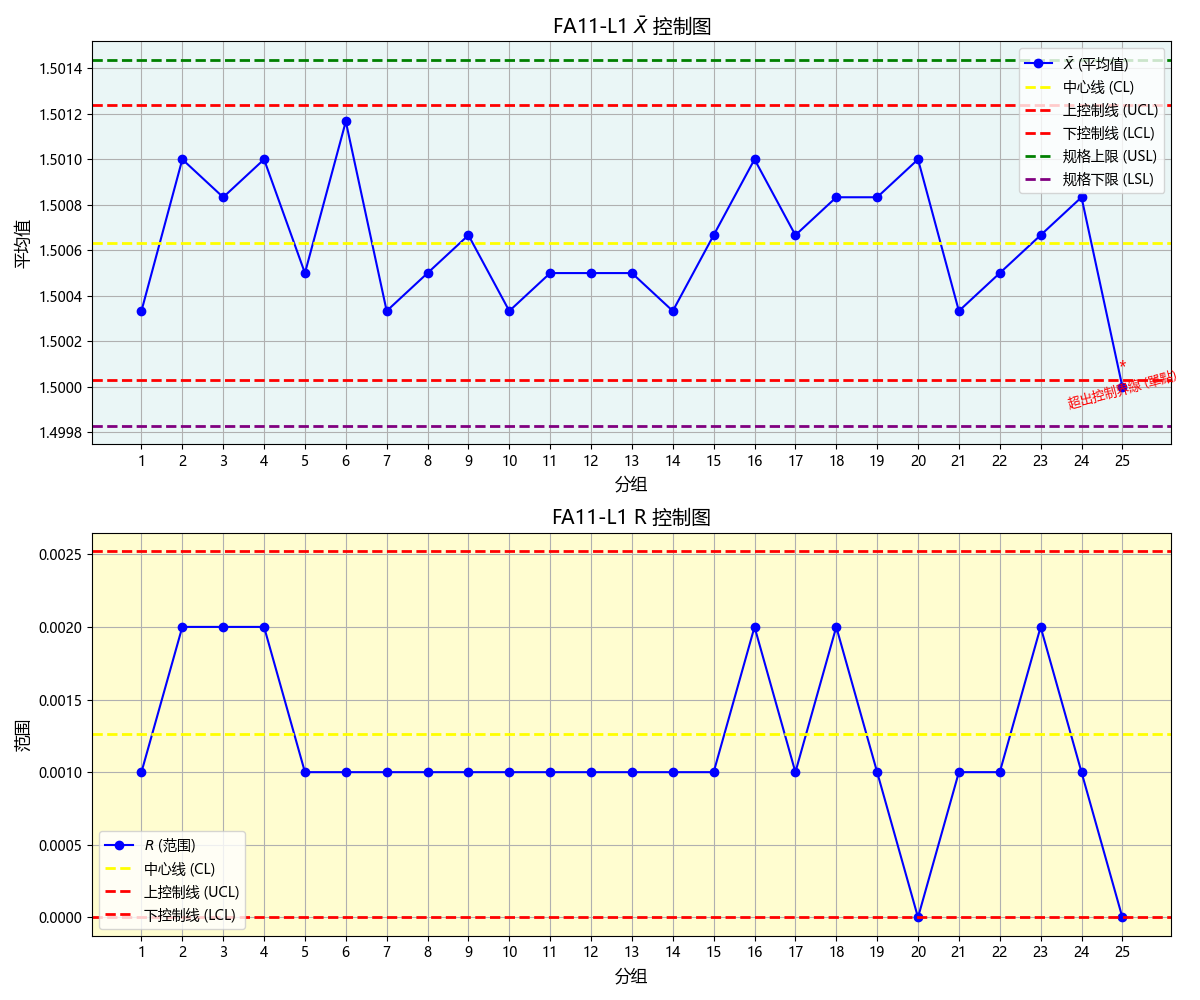 FA11-L1 X̄ 控制图
1.5014
1.5012
1.5010
1.5008
1.5006
1.5004
1.5002
1.5000
1.4998
平均值
X̄ (平均值)
中心线 (CL)
上控制线 (UCL)
下控制线 (LCL)
规格上限 (USL)
规格下限 (LSL)
*
超出控制界線 (單點)
1 2 3 4 5 6 7 8 9 10 11 12 13 14 15 16 17 18 19 20 21 22 23 24 25
分组
FA11-L1 R 控制图
0.0025
0.0020
0.0015
0.0010
0.0005
0.0000
范围
R (范围)
中心线 (CL)
上控制线 (UCL)
下控制线 (LCL)
1 2 3 4 5 6 7 8 9 10 11 12 13 14 15 16 17 18 19 20 21 22 23 24 25
分组